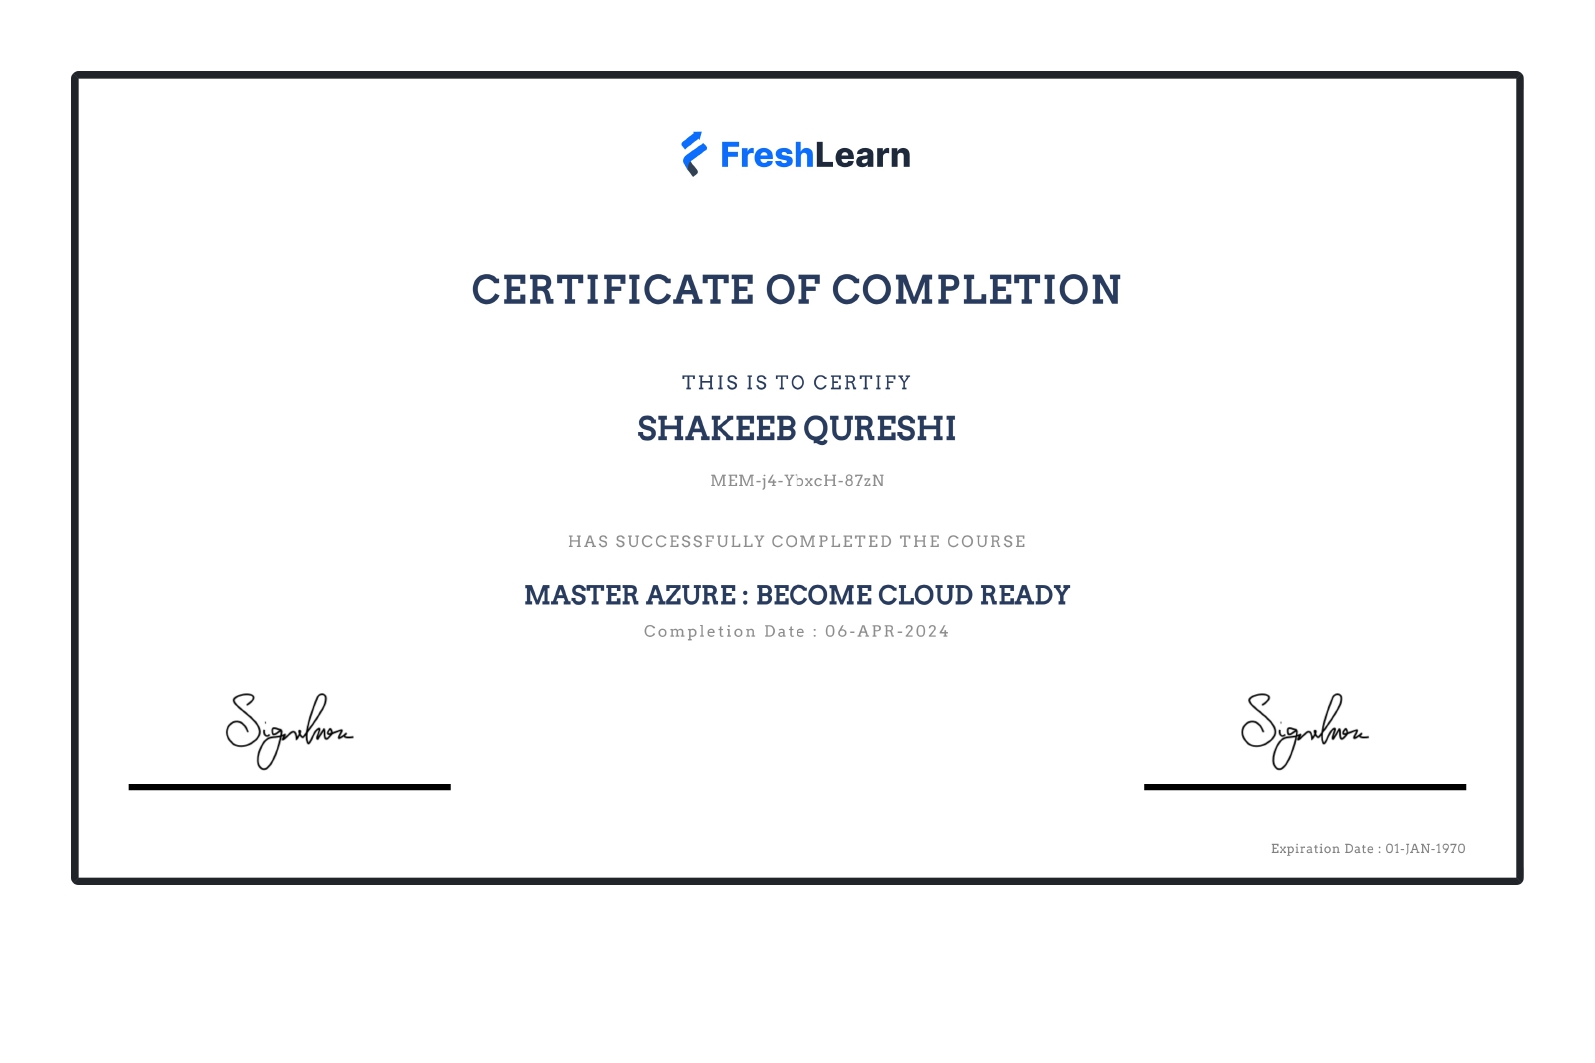 FreshLearn
CERTIFICATE OF COMPLETION
THIS IS TO CERTIFY
SHAKEEB QURESHI
MEM-j4-YbxcH-87zN
HAS SUCCESSFULLY COMPLETED THE COURSE
MASTER AZURE : BECOME CLOUD READY
Completion Date : 06-APR-2024
Signature Signature
Expiration Date : 01-JAN-1970